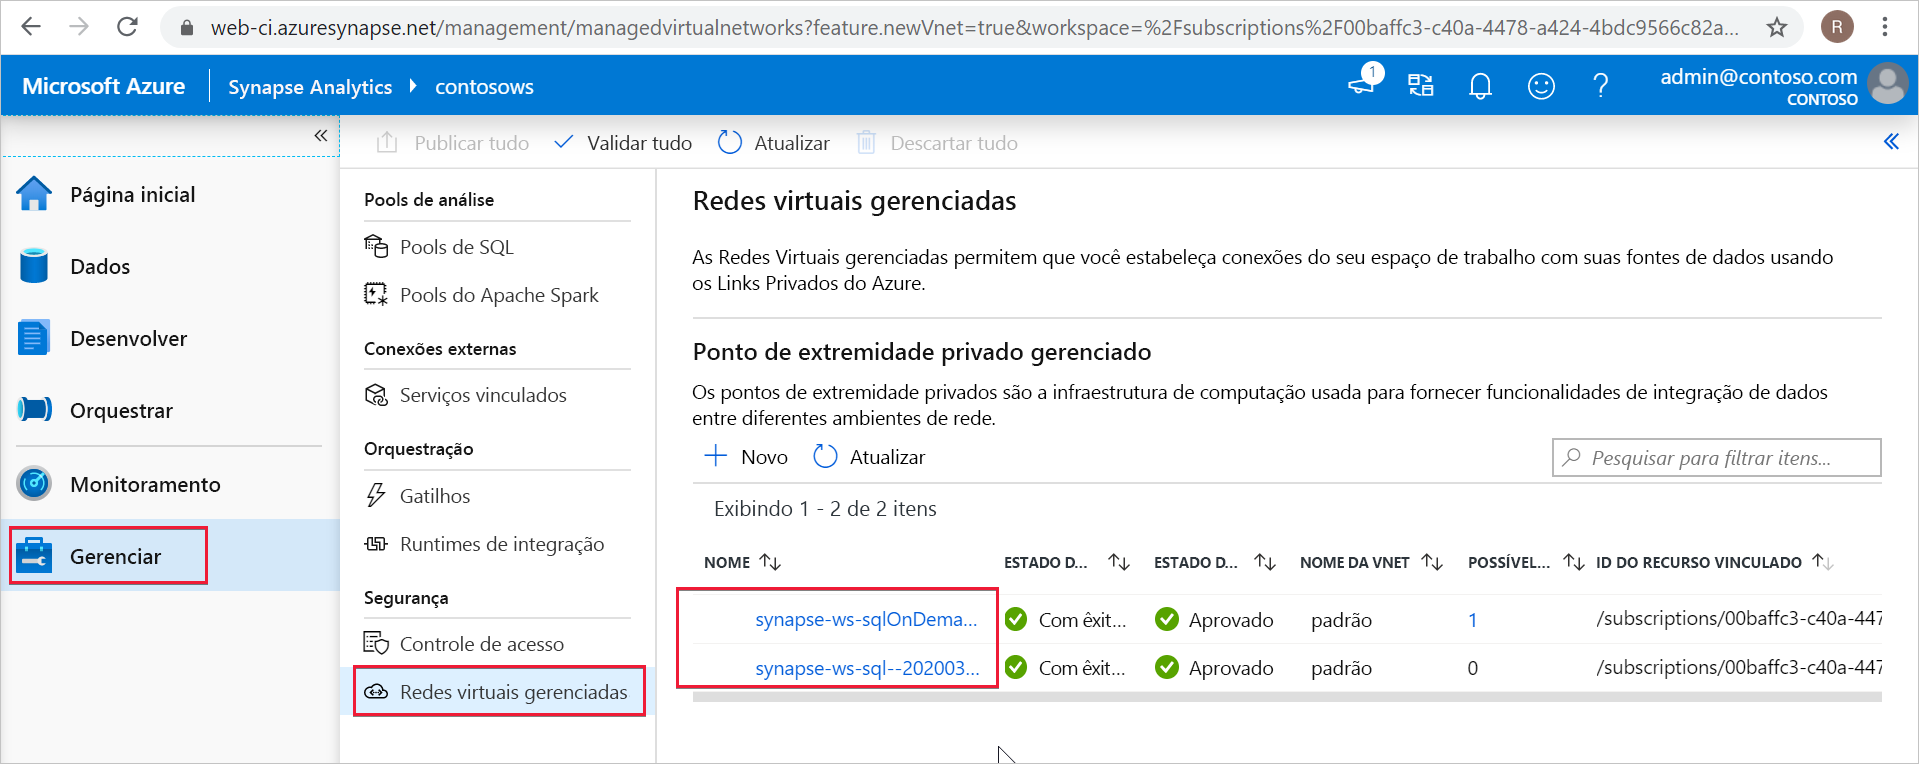 web-ci.azuresynapse.net/management/managedvirtualnetworks?feature.newVnet=true&workspace=%2Fsubscriptions%2F00baffc3-c40a-4478-a424-4bdc9566c82a...
R
Microsoft Azure
Synapse Analytics
contosows
1
?
admin@contoso.com
CONTOSO
Publicar tudo
Validar tudo
Atualizar
Descartar tudo
Página inicial
Dados
Desenvolver
Orquestrar
Monitoramento
Gerenciar
Pools de análise
Pools de SQL
Pools do Apache Spark
Conexões externas
Serviços vinculados
Orquestração
Gatilhos
Runtimes de integração
Segurança
Controle de acesso
Redes virtuais gerenciadas
Redes virtuais gerenciadas
As Redes Virtuais gerenciadas permitem que você estabeleça conexões do seu espaço de trabalho com suas fontes de dados usando
os Links Privados do Azure.
Ponto de extremidade privado gerenciado
Os pontos de extremidade privados são a infraestrutura de computação usada para fornecer funcionalidades de integração de dados
entre diferentes ambientes de rede.
Novo
Atualizar
Pesquisar para filtrar itens...
Exibindo 1 - 2 de 2 itens
NOME ESTADO D... ESTADO D... NOME DA VNET POSSÍVEL... ID DO RECURSO VINCULADO
synapse-ws-sqlOnDema... Com êxit... Aprovado padrão 1 /subscriptions/00baffc3-c40a-447
synapse-ws-sql--202003... Com êxit... Aprovado padrão 0 /subscriptions/00baffc3-c40a-447